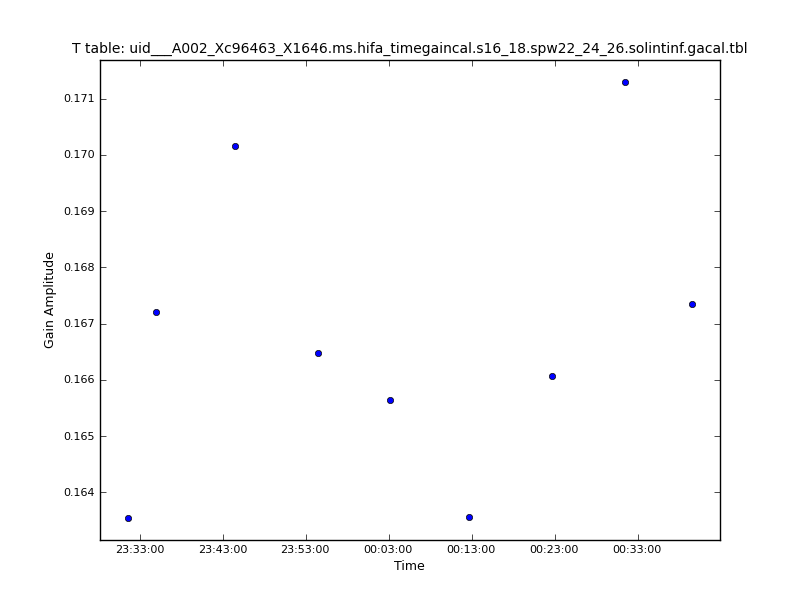 T table: uid___A002_Xc96463_X1646.ms.hifa_timegaincal.s16_18.spw22_24_26.solintinf.gacal.tbl
0.171
0.170
0.169
0.168
0.167
0.166
0.165
0.164
Gain Amplitude
23:33:00 23:43:00 23:53:00 00:03:00 00:13:00 00:23:00 00:33:00
Time